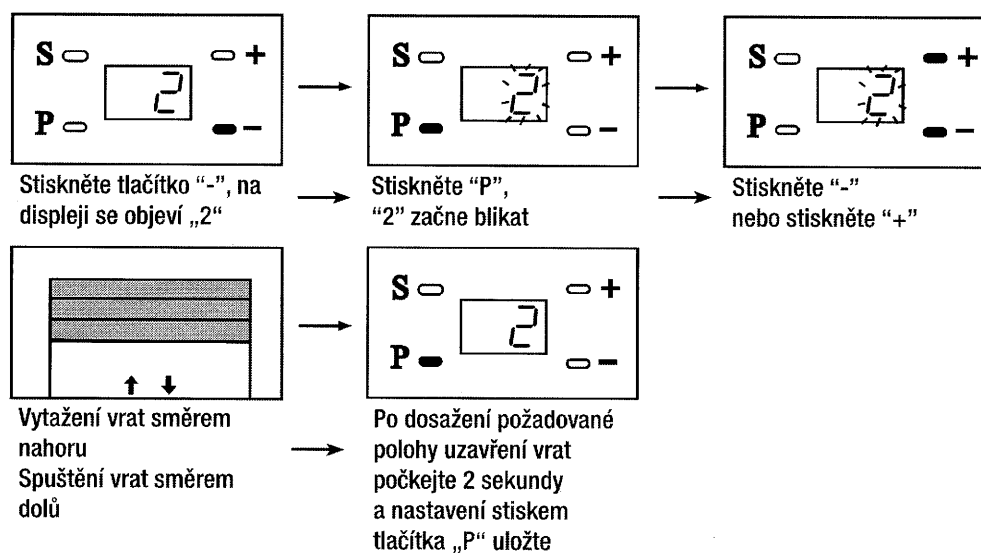 S + 2 P -
S + 2 P -
S + 2 P -
Stiskněte tlačítko “-”, na
displeji se objeví „2“
Stiskněte “P”,
“2” začne blikat
Stiskněte “-”
nebo stiskněte “+”
Vytažení vrat směrem
nahoru
Spuštění vrat směrem
dolů
S + 2 P -
Po dosažení požadované
polohy uzavření vrat
počkejte 2 sekundy
a nastavení stiskem
tlačítka „P“ uložte